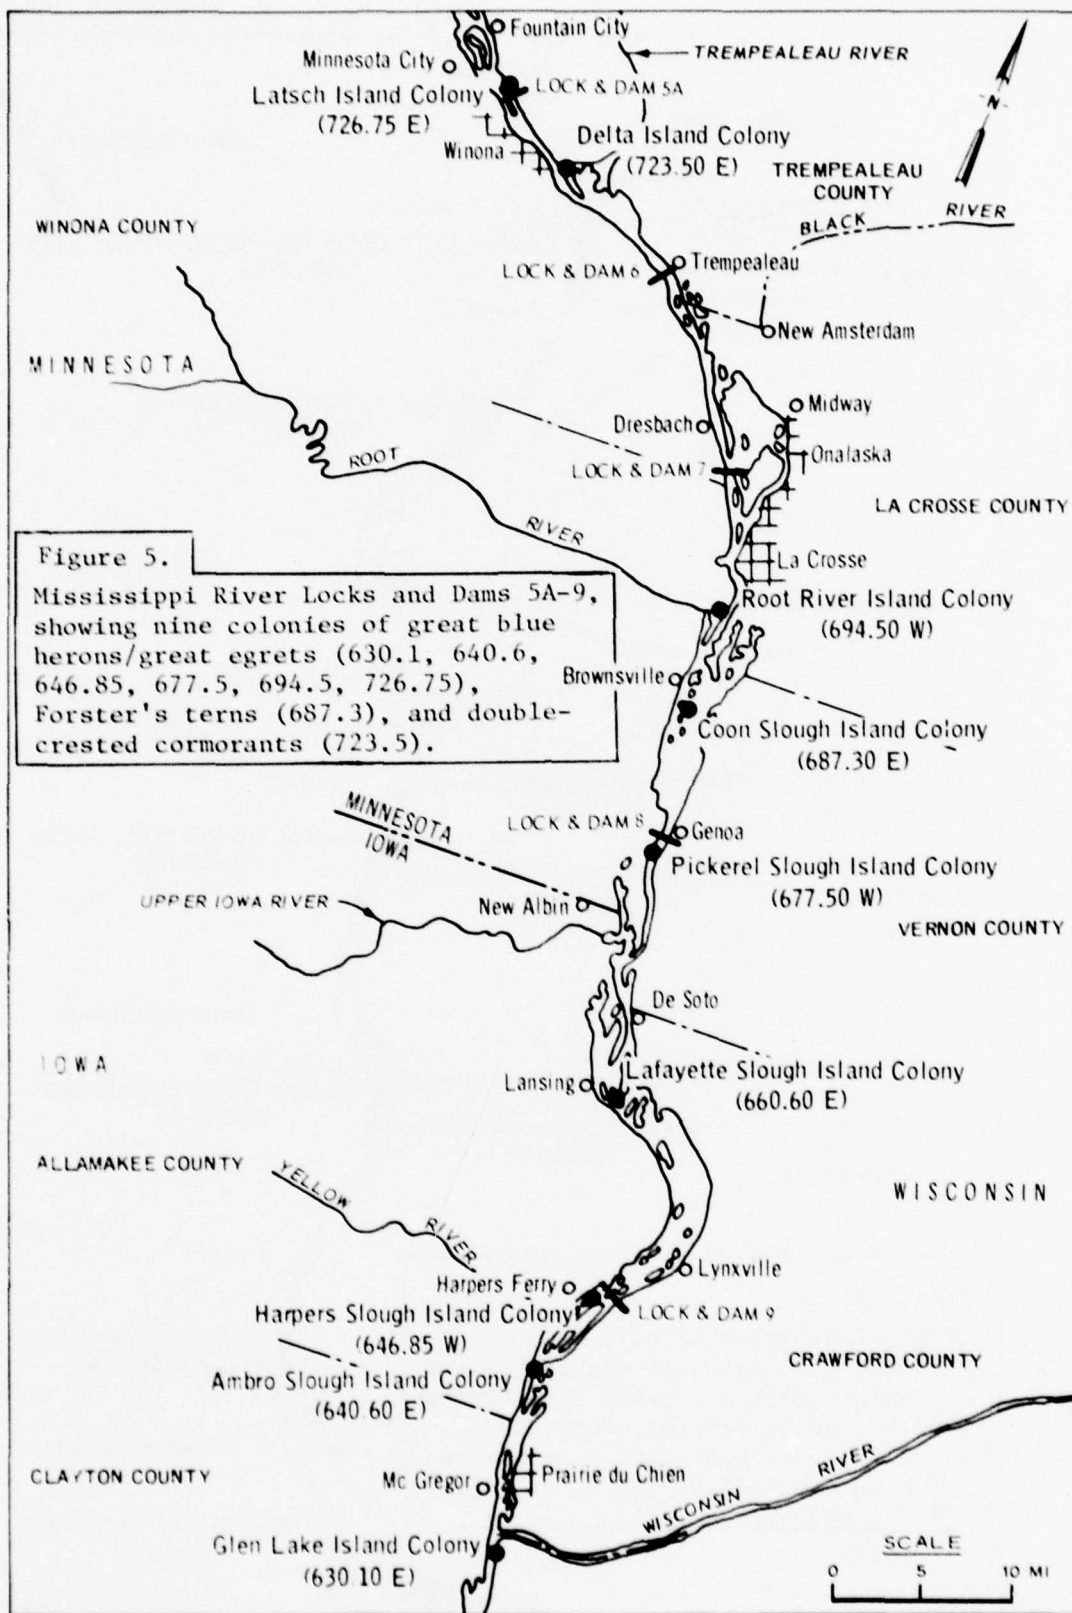 Fountain City
TREMPEALEAU RIVER
Minnesota City
LOCK & DAM 5A
Latsch Island Colony
(726.75 E)
N
Delta Island Colony
(723.50 E)
Winona
TREMPEALEAU
COUNTY
BLACK RIVER
WINONA COUNTY
Trempealeau
LOCK & DAM 6
New Amsterdam
MINNESOTA
Midway
Dresbach
Onalaska
LOCK & DAM 7
ROOT RIVER
LA CROSSE COUNTY
La Crosse
Figure 5.
Mississippi River Locks and Dams 5A-9,
showing nine colonies of great blue
herons/great egrets (630.1, 640.6,
646.85, 677.5, 694.5, 726.75),
Forster's terns (687.3), and double-
crested cormorants (723.5).
Root River Island Colony
(694.50 W)
Brownsville
Coon Slough Island Colony
(687.30 E)
MINNESOTA
IOWA
LOCK & DAM 8
Genoa
Pickerel Slough Island Colony
(677.50 W)
UPPER IOWA RIVER
New Albin
VERNON COUNTY
De Soto
IOWA
Lansing
Lafayette Slough Island Colony
(660.60 E)
ALLAMAKEE COUNTY
YELLOW RIVER
WISCONSIN
Lynxville
Harpers Ferry
Harpers Slough Island Colony
(646.85 W)
LOCK & DAM 9
CRAWFORD COUNTY
Ambro Slough Island Colony
(640.60 E)
CLAYTON COUNTY
Mc Gregor
Prairie du Chien
WISCONSIN RIVER
Glen Lake Island Colony
(630.10 E)
SCALE
0 5 10 MI